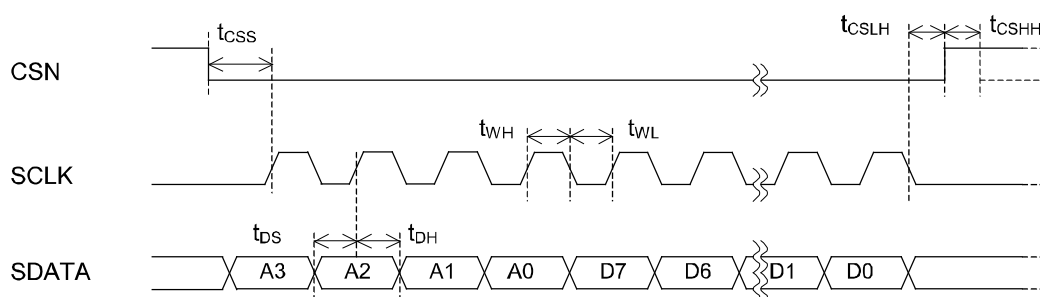 tCSS tCSLH tCSHH
CSN
tWH tWL
SCLK
tDS tDH
SDATA A3 A2 A1 A0 D7 D6 D1 D0